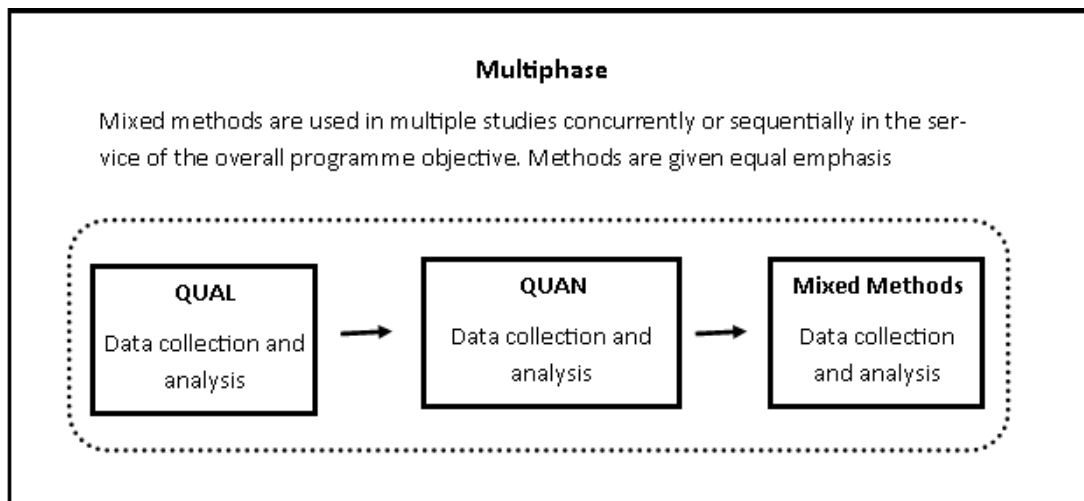 Multiphase
Mixed methods are used in multiple studies concurrently or sequentially in the ser-
vice of the overall programme objective. Methods are given equal emphasis
QUAL
Data collection and
analysis
QUAN
Data collection and
analysis
Mixed Methods
Data collection
and analysis